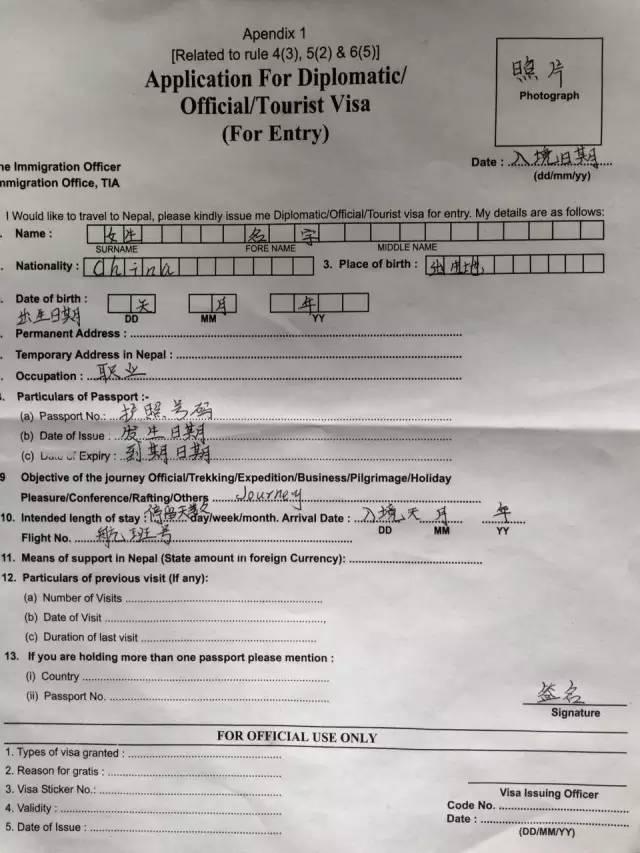 Apendix 1
[Related to rule 4(3), 5(2) & 6(5)]
Application For Diplomatic/
Official/Tourist Visa
(For Entry)
照片
Photograph
Date : 入境日期
(dd/mm/yy)
he Immigration Officer
mmigration Office, TIA
I Would like to travel to Nepal, please kindly issue me Diplomatic/Official/Tourist visa for entry. My details are as follows:
Name : 名字
SURNAME FORE NAME MIDDLE NAME
Nationality : China 3. Place of birth : 出生地
Date of birth : 天 月 年
出生日期 DD MM YY
Permanent Address :
Temporary Address in Nepal :
Occupation : 职业
Particulars of Passport :-
(a) Passport No.: 护照号码
(b) Date of Issue : 发生日期
(c) Date of Expiry : 到期日期
9 Objective of the journey Official/Trekking/Expedition/Business/Pilgrimage/Holiday
Pleasure/Conference/Rafting/Others Journey
10. Intended length of stay : 停留天数 day/week/month. Arrival Date : 入境天 月 年
DD MM YY
Flight No. 航班号
11. Means of support in Nepal (State amount in foreign Currency):
12. Particulars of previous visit (If any):
(a) Number of Visits
(b) Date of Visit
(c) Duration of last visit
13. If you are holding more than one passport please mention :
(i) Country
(ii) Passport No.
签名
Signature
FOR OFFICIAL USE ONLY
1. Types of visa granted :
2. Reason for gratis :
3. Visa Sticker No.:
4. Validity :
5. Date of Issue :
Visa Issuing Officer
Code No.
Date :
(DD/MM/YY)